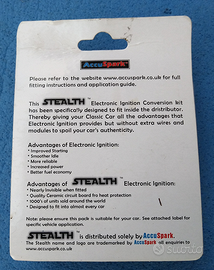 AccuSpark™
Please refer to the website www.accuspark.co.uk for full
fitting instructions and application guide.
This STEALTH™ Electronic Ignition Conversion kit
has been specifically designed to fit inside the distributor.
Thereby giving your Classic Car all the advantages that
Electronic Ignition provides but without extra wires and
modules to spoil your car's authenticity.
Advantages of Electronic Ignition:
* Improved Starting
* Smoother Idle
* More reliable
* Increased power
* Better fuel economy
Advantages of STEALTH™ Electronic Ignition:
* Nearly Invisible when fitted
* Quality Ceramic circuit board for heat protection
* 1000's of units sold around the world
* Designed to fit into almost every car
Note please ensure this pack is suitable for your car. See attached label for
specific vehicle application.
STEALTH™ is distributed solely by AccuSpark.
The Stealth name and logo are trademarked by AccuSpark all enquiries to
www.accuspark.co.uk